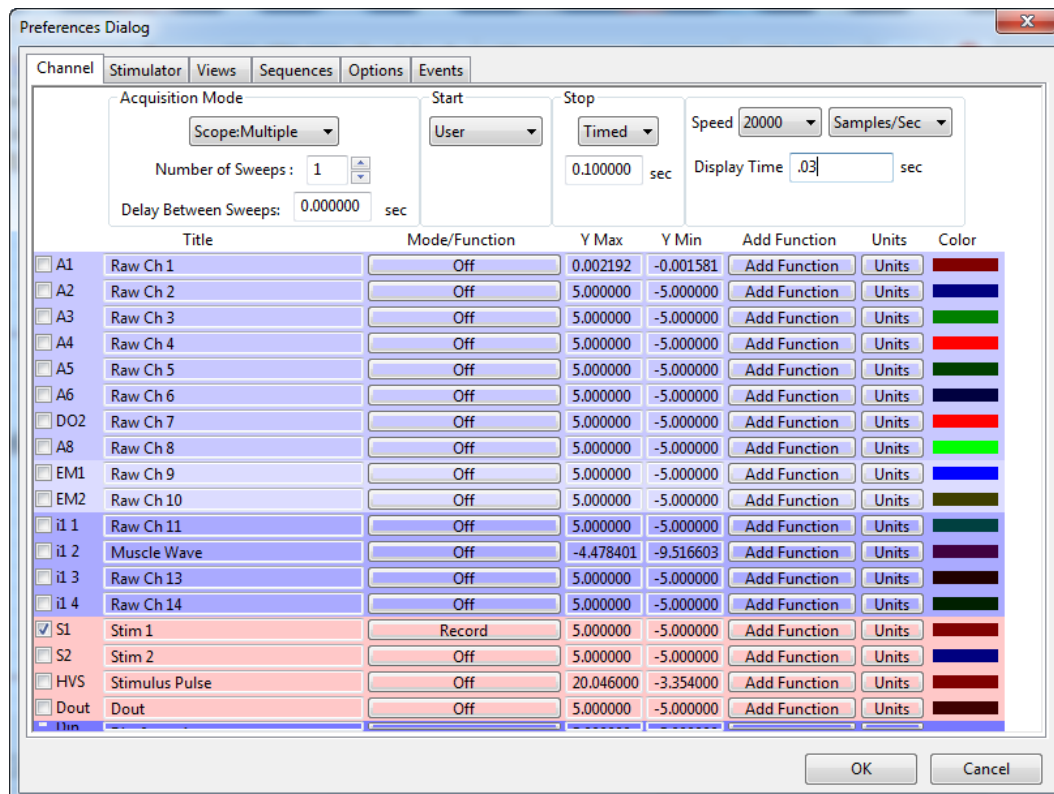 Preferences Dialog
Channel Stimulator Views Sequences Options Events
Acquisition Mode Start Stop
Scope:Multiple User Timed Speed 20000 Samples/Sec
Number of Sweeps : 1 0.100000 sec Display Time .03 sec
Delay Between Sweeps: 0.000000 sec
Title Mode/Function Y Max Y Min Add Function Units Color
A1 Raw Ch 1 Off 0.002192 -0.001581 Add Function Units
A2 Raw Ch 2 Off 5.000000 -5.000000 Add Function Units
A3 Raw Ch 3 Off 5.000000 -5.000000 Add Function Units
A4 Raw Ch 4 Off 5.000000 -5.000000 Add Function Units
A5 Raw Ch 5 Off 5.000000 -5.000000 Add Function Units
A6 Raw Ch 6 Off 5.000000 -5.000000 Add Function Units
DO2 Raw Ch 7 Off 5.000000 -5.000000 Add Function Units
A8 Raw Ch 8 Off 5.000000 -5.000000 Add Function Units
EM1 Raw Ch 9 Off 5.000000 -5.000000 Add Function Units
EM2 Raw Ch 10 Off 5.000000 -5.000000 Add Function Units
i1 1 Raw Ch 11 Off 5.000000 -5.000000 Add Function Units
i1 2 Muscle Wave Off -4.478401 -9.516603 Add Function Units
i1 3 Raw Ch 13 Off 5.000000 -5.000000 Add Function Units
i1 4 Raw Ch 14 Off 5.000000 -5.000000 Add Function Units
S1 Stim 1 Record 5.000000 -5.000000 Add Function Units
S2 Stim 2 Off 5.000000 -5.000000 Add Function Units
HVS Stimulus Pulse Off 20.046000 -3.354000 Add Function Units
Dout Dout Off 5.000000 -5.000000 Add Function Units
Din
OK Cancel